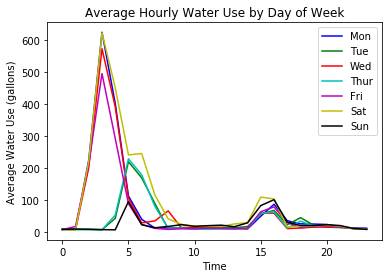 Average Hourly Water Use by Day of Week
Average Water Use (gallons)
600
500
400
300
200
100
0
0
5
10
15
20
Time
Mon
Tue
Wed
Thur
Fri
Sat
Sun